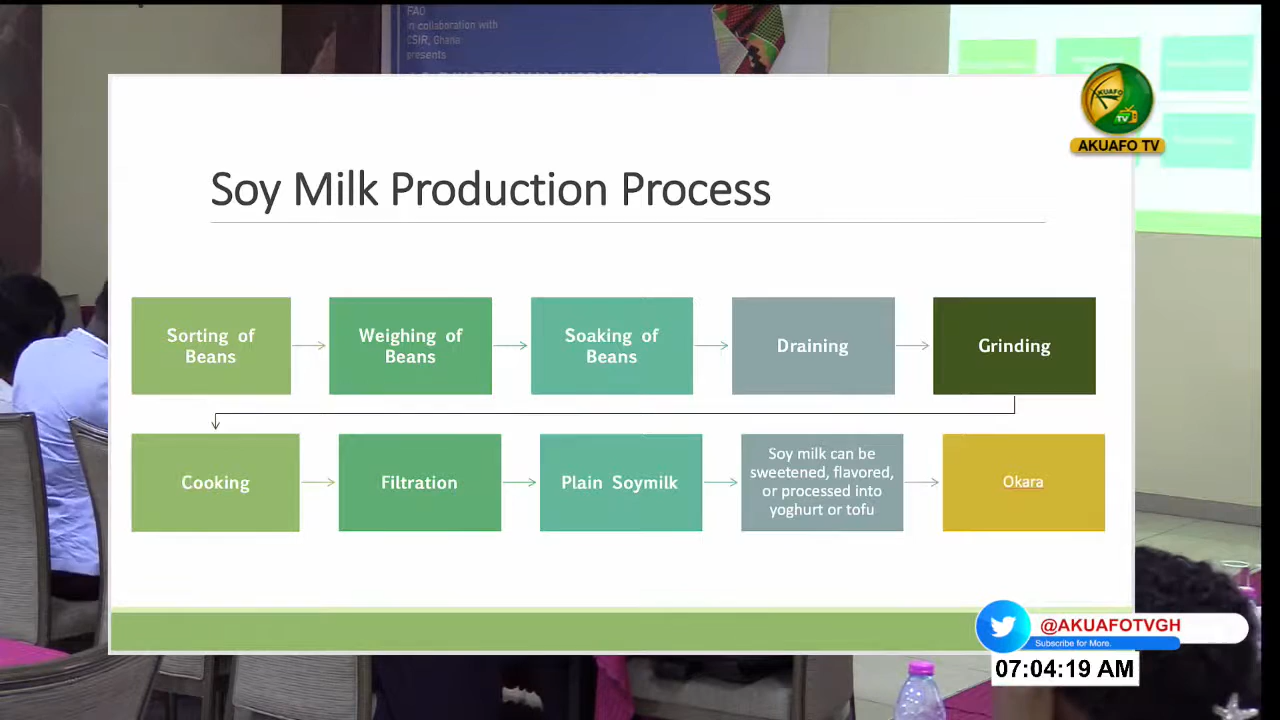 FAO
in collaboration with
CSIR, Ghana
presents
AKUAFO
TV
AKUAFO TV
Soy Milk Production Process
Sorting of
Beans
Weighing of
Beans
Soaking of
Beans
Draining
Grinding
Cooking
Filtration
Plain Soymilk
Soy milk can be
sweetened, flavored,
or processed into
yoghurt or tofu
Okara
@AKUAFOTVGH
Subscribe for More.
07:04:19 AM